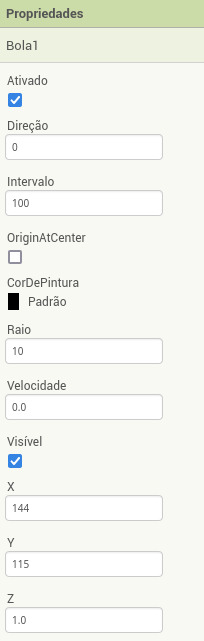 Propriedades
Bola1
Ativado
Direção
0
Intervalo
100
OriginAtCenter
CorDePintura
Padrão
Raio
10
Velocidade
0.0
Visível
X
144
Y
115
Z
1.0